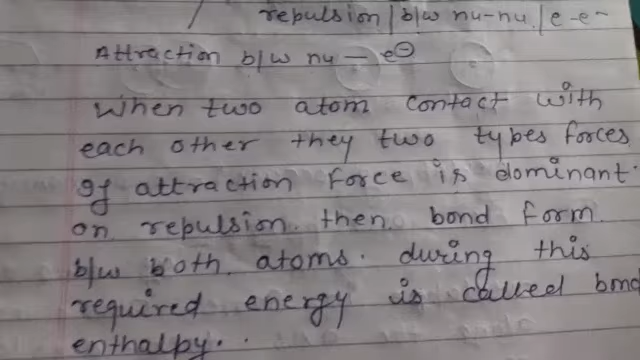 / repulsion / b/w nu-nu / e-e-
Attraction b/w nu — e⊖
When two atom contact with
each other they two types forces
If attraction force is dominant.
on repulsion then bond form
b/w both atoms. during this
required energy is called bond
enthalpy..